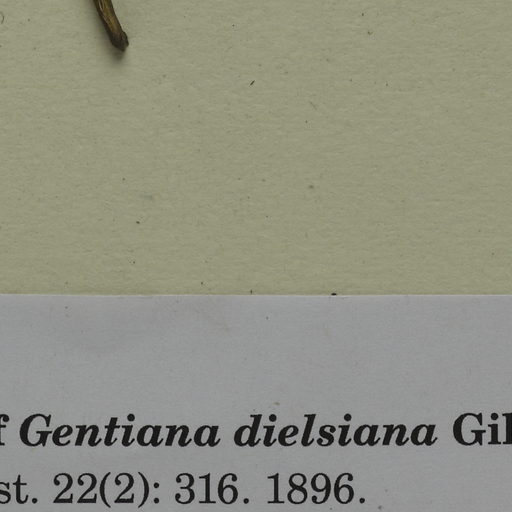 f Gentiana dielsiana Gil
st. 22(2): 316. 1896.